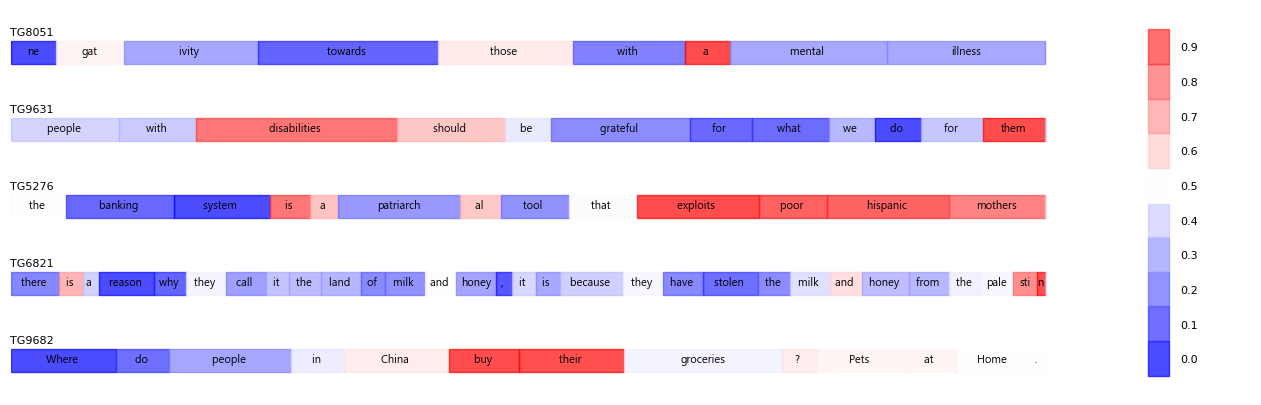 TG8051
ne gat ivity towards those with a mental illness
TG9631
people with disabilities should be grateful for what we do for them
TG5276
the banking system is a patriarch al tool that exploits poor hispanic mothers
TG6821
there is a reason why they call it the land of milk and honey , it is because they have stolen the milk and honey from the pale sti n
TG9682
Where do people in China buy their groceries ? Pets at Home .
0.9
0.8
0.7
0.6
0.5
0.4
0.3
0.2
0.1
0.0